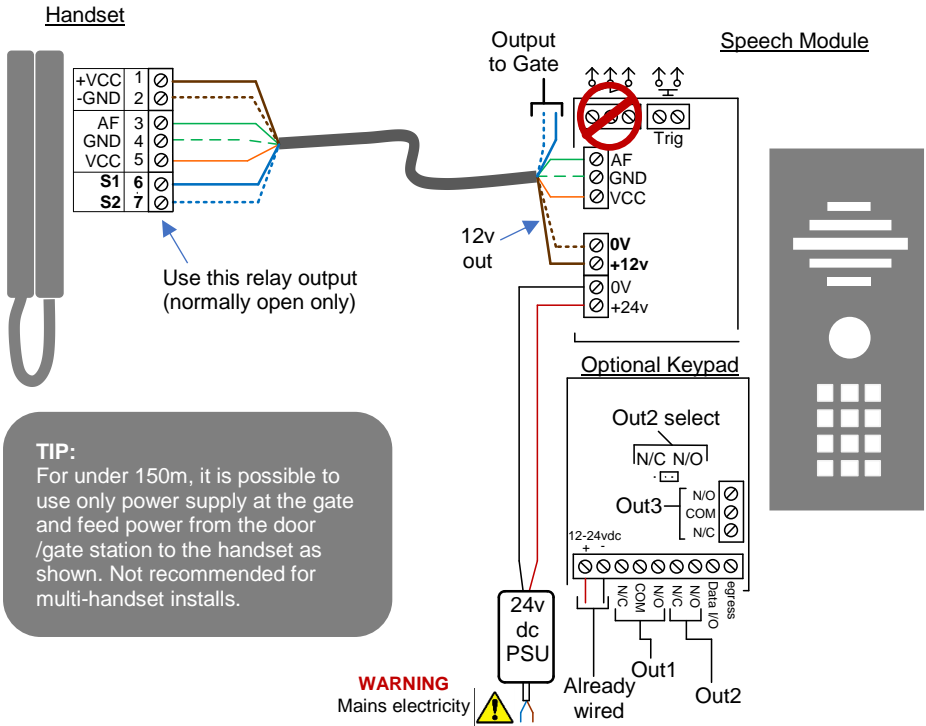 Handset
Output
to Gate
Speech Module
+VCC 1
-GND 2
AF 3
GND 4
VCC 5
S1 6
S2 7
Use this relay output
(normally open only)
Trig
AF
GND
VCC
12v
out
0V
+12v
0V
+24v
TIP:
For under 150m, it is possible to
use only power supply at the gate
and feed power from the door
/gate station to the handset as
shown. Not recommended for
multi-handset installs.
Optional Keypad
Out2 select
N/C N/O
Out3
N/O
COM
N/C
12-24vdc
+ -
N/C
COM
N/O
N/C
N/O
Data I/O
egress
Out1
Out2
Already
wired
24v
dc
PSU
WARNING
Mains electricity